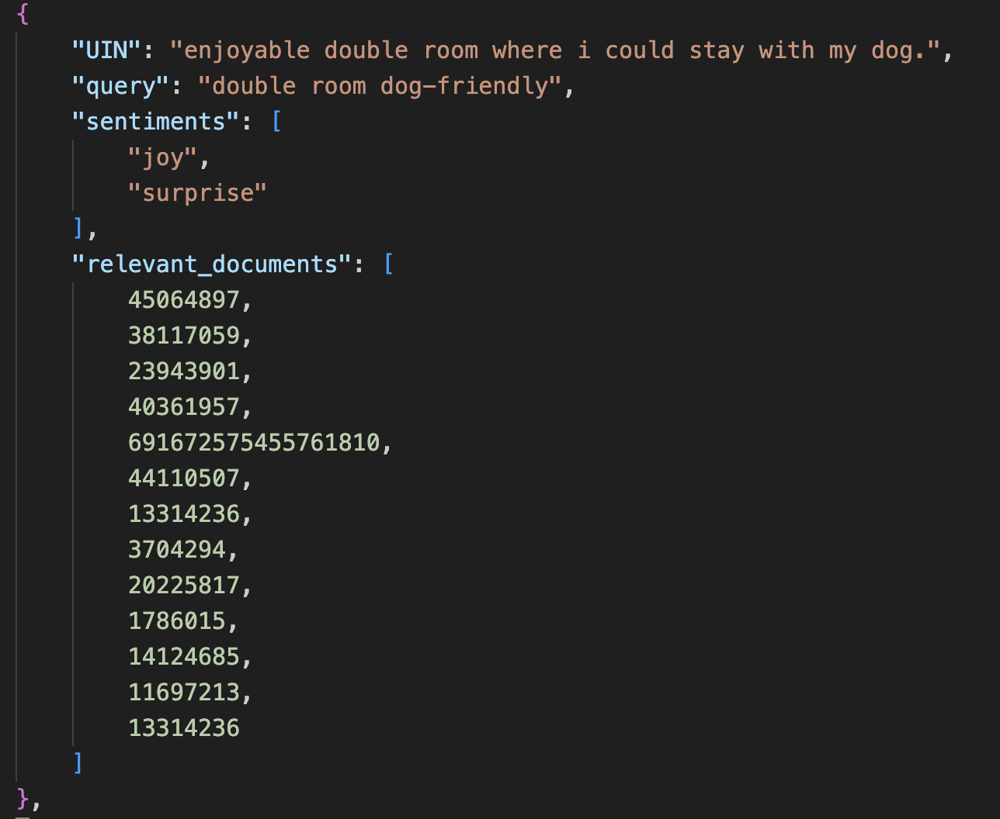 {
"UIN": "enjoyable double room where i could stay with my dog.",
"query": "double room dog-friendly",
"sentiments": [
"joy",
"surprise"
],
"relevant_documents": [
45064897,
38117059,
23943901,
40361957,
691672575455761810,
44110507,
13314236,
3704294,
20225817,
1786015,
14124685,
11697213,
13314236
]
},